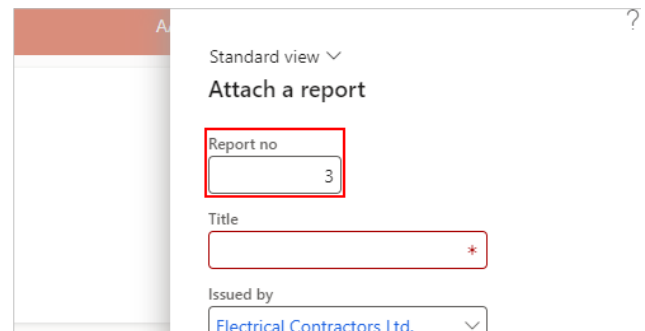 Standard view
Attach a report
Report no
3
Title
*
Issued by
Electrical Contractors Ltd.